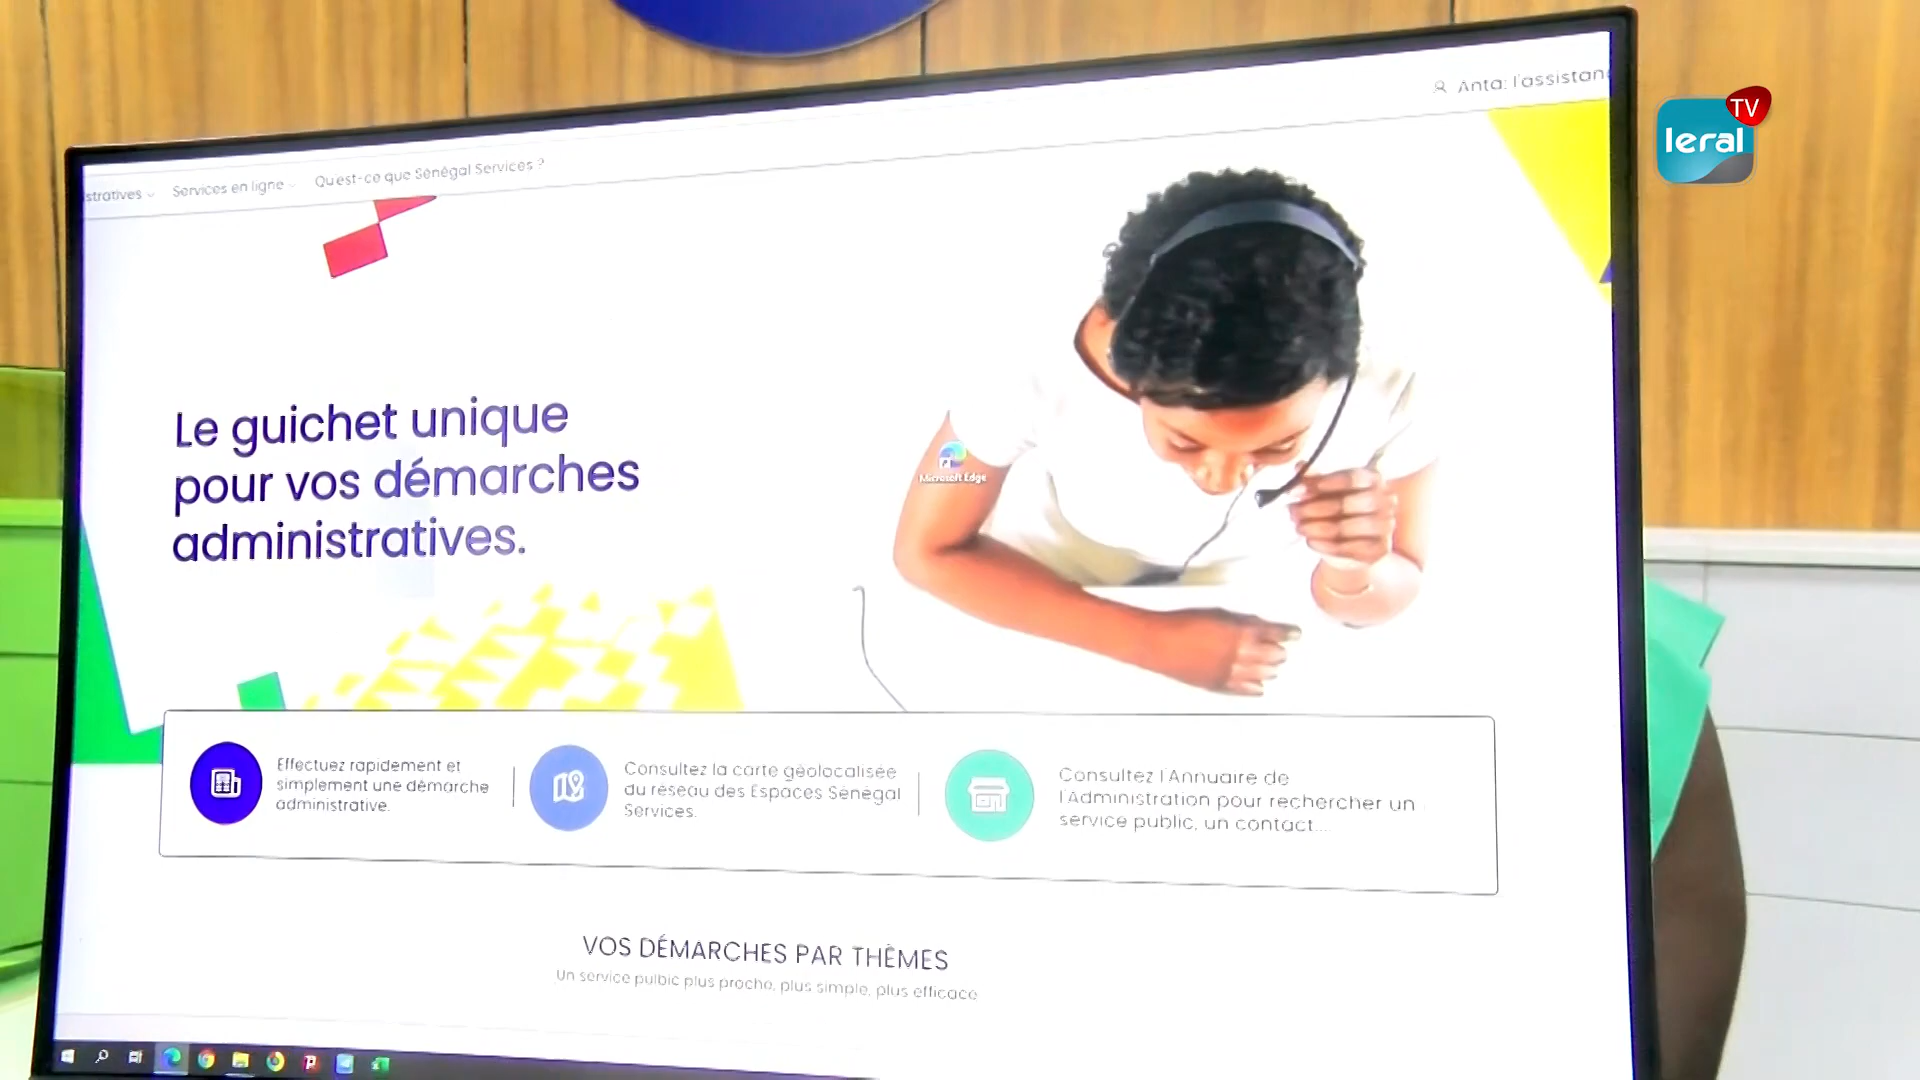 Anta: l'assistan
TV
leral
istratives
Services en ligne
Qu'est-ce que Sénégal Services ?
Le guichet unique
pour vos démarches
administratives.
Microsoft Edge
Effectuez rapidement et
simplement une démarche
administrative.
Consultez la carte géolocalisée
du réseau des Espaces Sénégal
Services.
Consultez l'Annuaire de
l'Administration pour rechercher un
service public, un contact...
VOS DÉMARCHES PAR THÈMES
Un service pulbic plus proche, plus simple, plus efficace